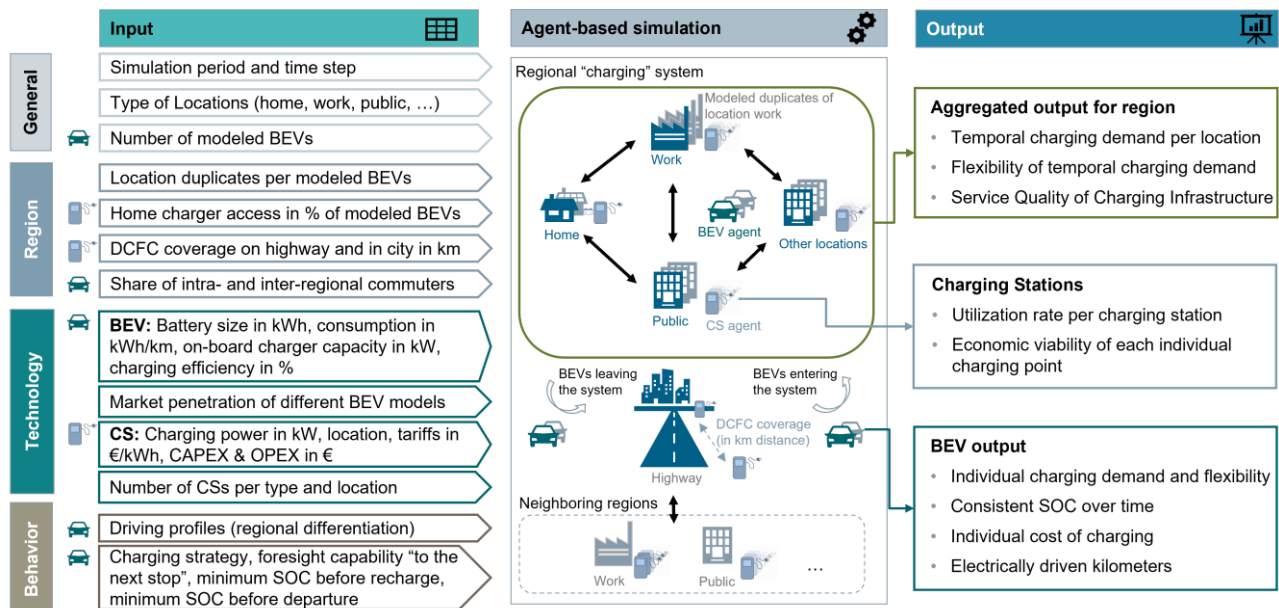 Input
General
Simulation period and time step
Type of Locations (home, work, public, …)
Number of modeled BEVs
Region
Location duplicates per modeled BEVs
Home charger access in % of modeled BEVs
DCFC coverage on highway and in city in km
Share of intra- and inter-regional commuters
Technology
BEV: Battery size in kWh, consumption in
kWh/km, on-board charger capacity in kW,
charging efficiency in %
Market penetration of different BEV models
CS: Charging power in kW, location, tariffs in
€/kWh, CAPEX & OPEX in €
Number of CSs per type and location
Behavior
Driving profiles (regional differentiation)
Charging strategy, foresight capability “to the
next stop”, minimum SOC before recharge,
minimum SOC before departure
Agent-based simulation
Regional “charging” system
Modeled duplicates of
location work
Work
Home
BEV agent
Other locations
Public
CS agent
BEVs leaving
the system
BEVs entering
the system
DCFC coverage
(in km distance)
Highway
Neighboring regions
Work
Public
…
Output
Aggregated output for region
• Temporal charging demand per location
• Flexibility of temporal charging demand
• Service Quality of Charging Infrastructure
Charging Stations
• Utilization rate per charging station
• Economic viability of each individual
charging point
BEV output
• Individual charging demand and flexibility
• Consistent SOC over time
• Individual cost of charging
• Electrically driven kilometers